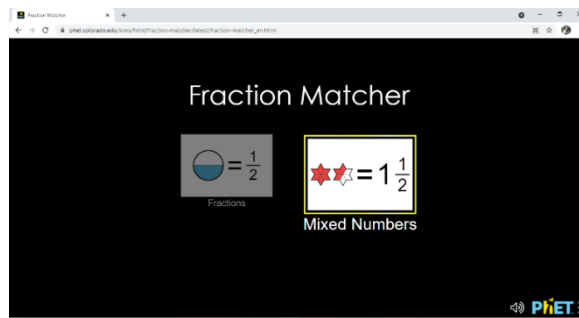 Fraction Matcher
phet.colorado.edu/sims/html/fraction-matcher/latest/fraction-matcher_en.html
Fraction Matcher
= 1/2
Fractions
= 1 1/2
Mixed Numbers
PhET